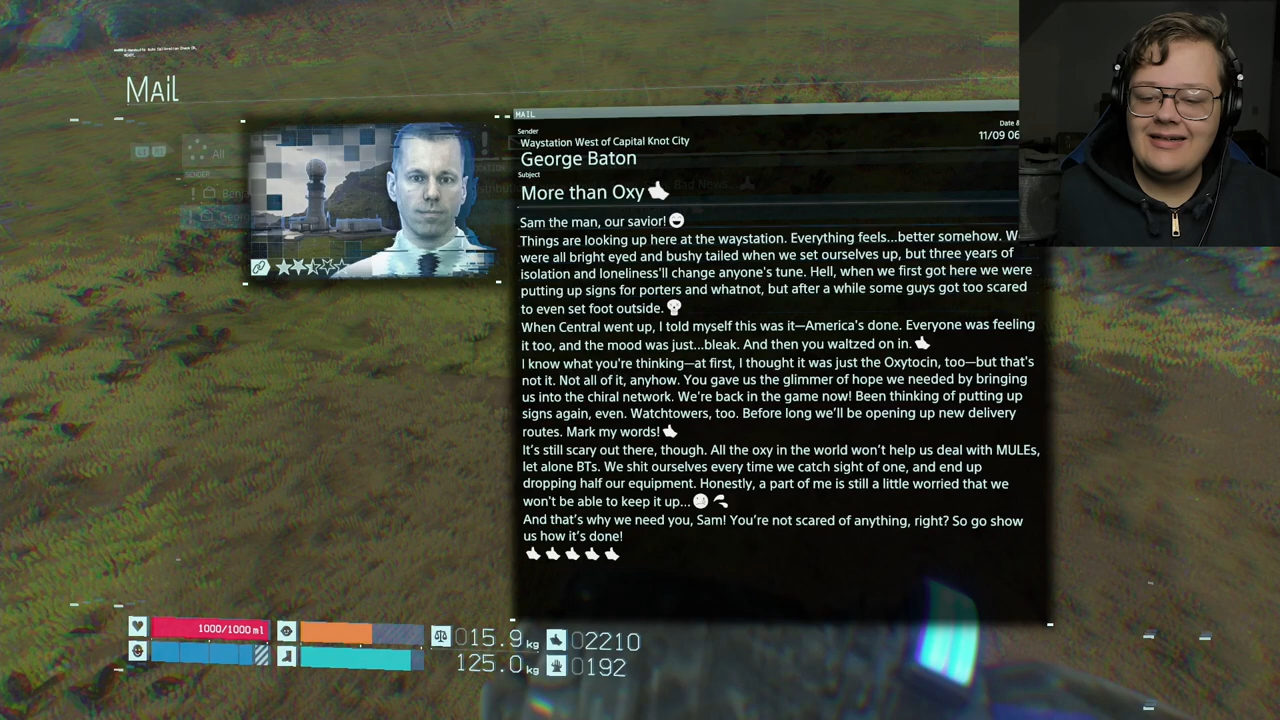 Mail
MAIL
Sender
Date &
Waystation West of Capital Knot City
11/09 06
George Baton
Subject
More than Oxy
All
SENDER
Sam the man, our savior!
Things are looking up here at the waystation. Everything feels...better somehow. W
were all bright eyed and bushy tailed when we set ourselves up, but three years of
isolation and loneliness'll change anyone's tune. Hell, when we first got here we were
putting up signs for porters and whatnot, but after a while some guys got too scared
to even set foot outside.
When Central went up, I told myself this was it—America's done. Everyone was feeling
it too, and the mood was just...bleak. And then you waltzed on in.
I know what you're thinking—at first, I thought it was just the Oxytocin, too—but that's
not it. Not all of it, anyhow. You gave us the glimmer of hope we needed by bringing
us into the chiral network. We're back in the game now! Been thinking of putting up
signs again, even. Watchtowers, too. Before long we’ll be opening up new delivery
routes. Mark my words!
It's still scary out there, though. All the oxy in the world won’t help us deal with MULEs,
let alone BTs. We shit ourselves every time we catch sight of one, and end up
dropping half our equipment. Honestly, a part of me is still a little worried that we
won't be able to keep it up...
And that’s why we need you, Sam! You’re not scared of anything, right? So go show
us how it’s done!
1000/1000 ml
015.9 kg
02210
125.0 kg
0192